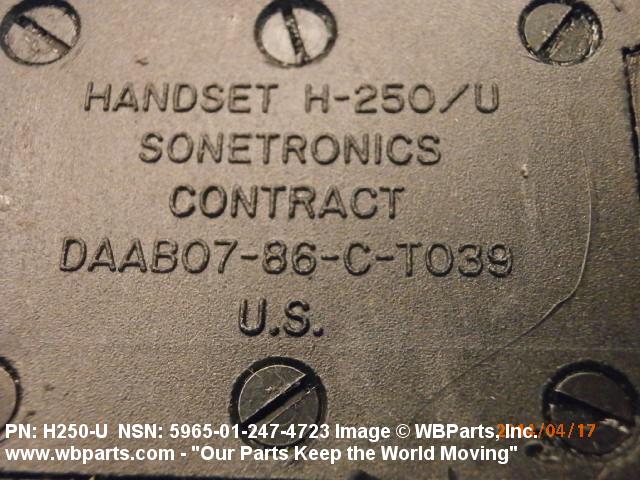 HANDSET H-250/U
SONETRONICS
CONTRACT
DAAB07-86-C-T039
U.S.
PN: H250-U NSN: 5965-01-247-4723 Image © WBParts, Inc.
www.wbparts.com - "Our Parts Keep the World Moving"